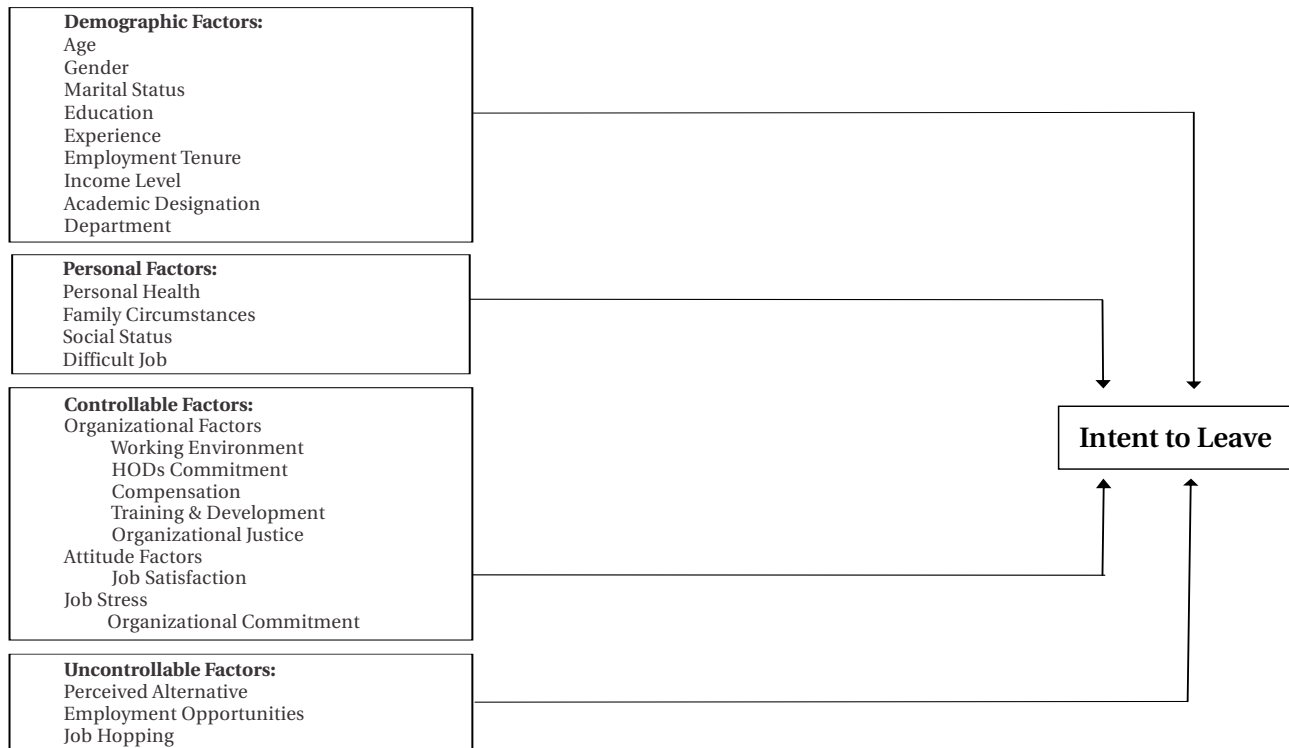 Demographic Factors:
Age
Gender
Marital Status
Education
Experience
Employment Tenure
Income Level
Academic Designation
Department
Personal Factors:
Personal Health
Family Circumstances
Social Status
Difficult Job
Controllable Factors:
Organizational Factors
Working Environment
HODs Commitment
Compensation
Training & Development
Organizational Justice
Attitude Factors
Job Satisfaction
Job Stress
Organizational Commitment
Uncontrollable Factors:
Perceived Alternative
Employment Opportunities
Job Hopping
Intent to Leave